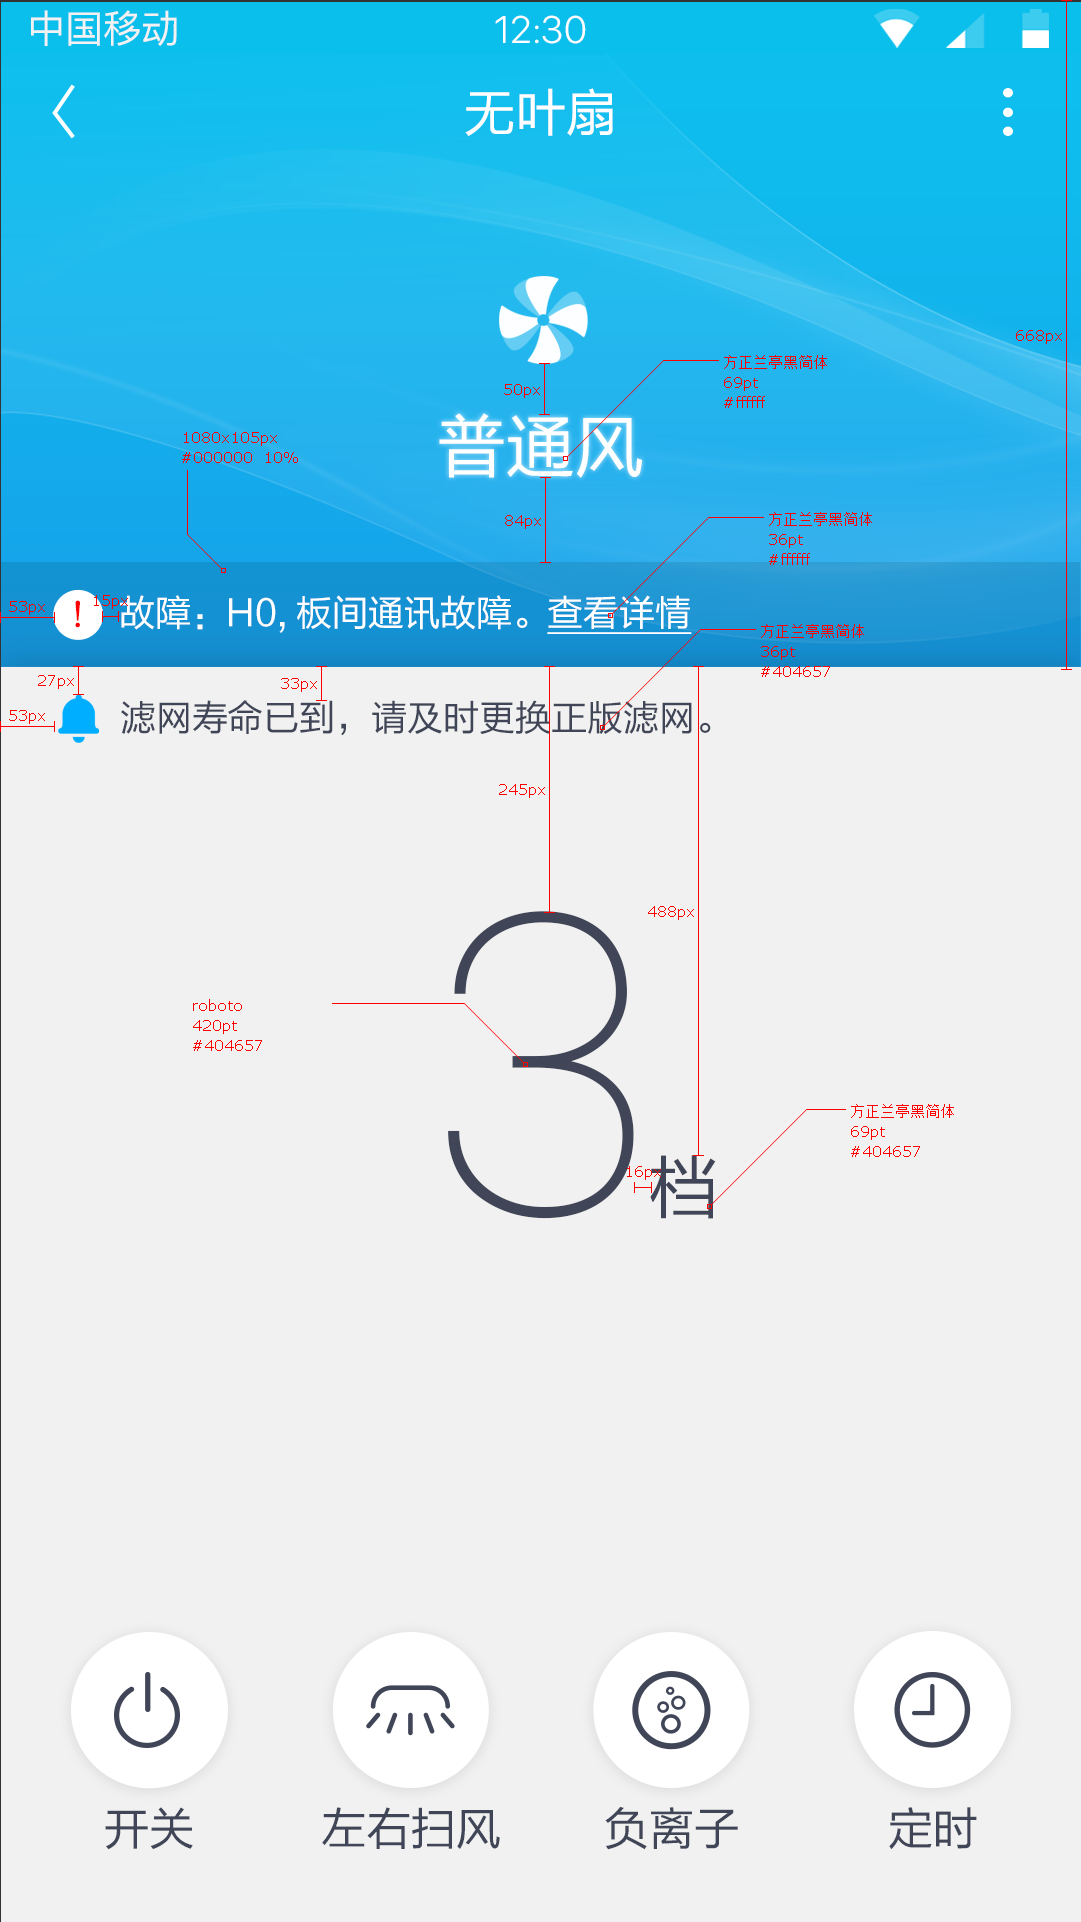 中国移动 12:30
无叶扇
668px
50px
方正兰亭黑简体
69pt
#ffffff
普通风
1080x105px
#000000 10%
84px
方正兰亭黑简体
36pt
#ffffff
53px
15px
! 故障：H0, 板间通讯故障。查看详情
方正兰亭黑简体
36pt
#404657
27px
33px
53px
滤网寿命已到，请及时更换正版滤网。
245px
488px
roboto
420pt
#404657
3档
16px
方正兰亭黑简体
69pt
#404657
开关 左右扫风 负离子 定时